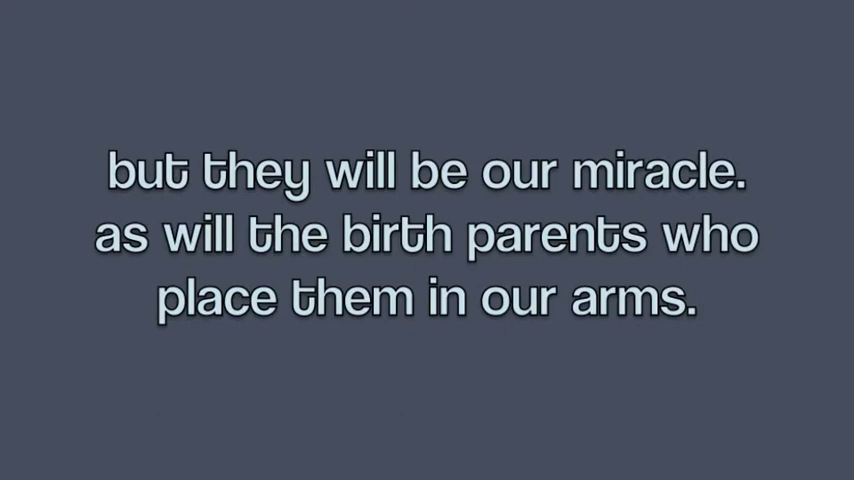 but they will be our miracle.
as will the birth parents who
place them in our arms.